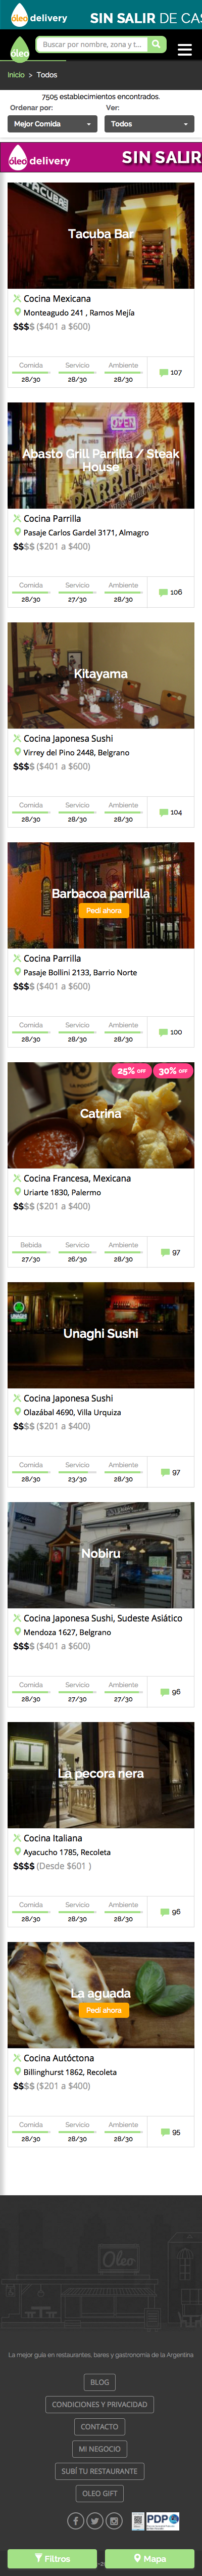 óleo delivery SIN SALIR DE CAS
óleo
Buscar por nombre, zona y t...
Inicio > Todos
7505 establecimientos encontrados.
Ordenar por: Ver:
Mejor Comida Todos
óleo delivery SIN SALIR
TACUBA
Tacuba Bar
Cocina Mexicana
Monteagudo 241 , Ramos Mejía
$$$$ ($401 a $600)
Comida Servicio Ambiente
28/30 28/30 28/30 107
OPEN
Abasto Grill Parrilla / Steak
House
Cocina Parrilla
Pasaje Carlos Gardel 3171, Almagro
$$$$ ($201 a $400)
Comida Servicio Ambiente
28/30 27/30 28/30 106
Kitayama
Cocina Japonesa Sushi
Virrey del Pino 2448, Belgrano
$$$$ ($401 a $600)
Comida Servicio Ambiente
28/30 28/30 28/30 104
Barbacoa parrilla
Pedí ahora
Cocina Parrilla
Pasaje Bollini 2133, Barrio Norte
$$$$ ($401 a $600)
Comida Servicio Ambiente
28/30 28/30 28/30 100
25% OFF 30% OFF
Catrina
Cocina Francesa, Mexicana
Uriarte 1830, Palermo
$$$$ ($201 a $400)
Bebida Servicio Ambiente
27/30 26/30 28/30 97
Unaghi Sushi
Cocina Japonesa Sushi
Olazábal 4690, Villa Urquiza
$$$$ ($201 a $400)
Comida Servicio Ambiente
28/30 23/30 28/30 97
Nobiru
Cocina Japonesa Sushi, Sudeste Asiático
Mendoza 1627, Belgrano
$$$$ ($401 a $600)
Comida Servicio Ambiente
28/30 27/30 27/30 96
La pecora nera
Cocina Italiana
Ayacucho 1785, Recoleta
$$$$ (Desde $601 )
Comida Servicio Ambiente
28/30 28/30 28/30 96
La aguada
Pedí ahora
Cocina Autóctona
Billinghurst 1862, Recoleta
$$$$ ($201 a $400)
Comida Servicio Ambiente
28/30 28/30 28/30 95
Oleo
La mejor guía en restaurantes, bares y gastronomía de la Argentina
BLOG
CONDICIONES Y PRIVACIDAD
CONTACTO
MI NEGOCIO
SUBÍ TU RESTAURANTE
OLEO GIFT
PDP
Filtros Mapa